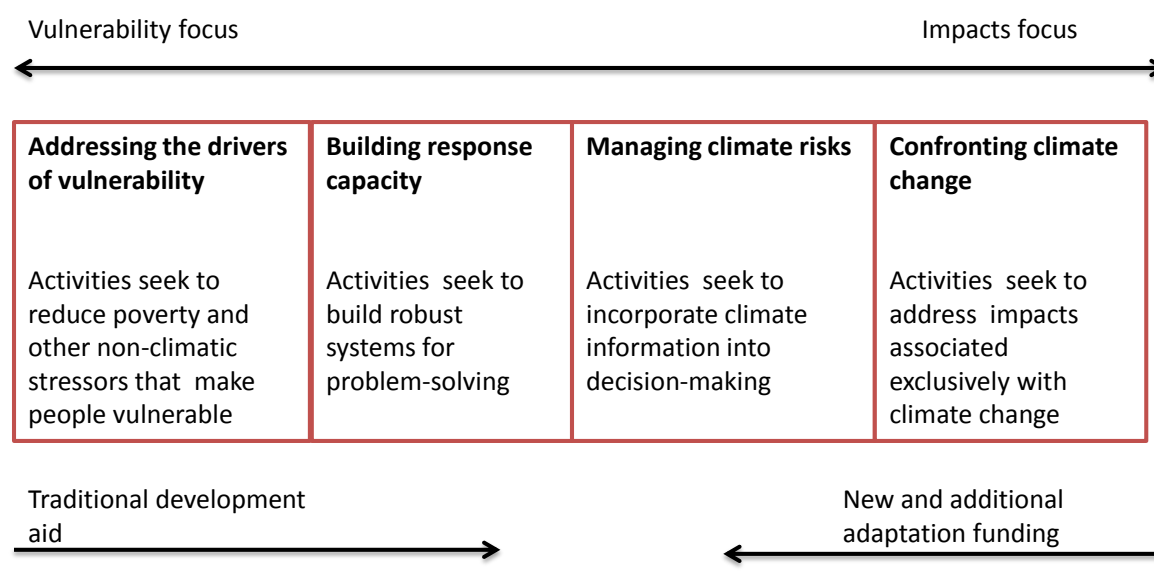 Vulnerability focus
Impacts focus
Addressing the drivers
of vulnerability
Activities seek to
reduce poverty and
other non-climatic
stressors that make
people vulnerable
Building response
capacity
Activities seek to
build robust
systems for
problem-solving
Managing climate risks
Activities seek to
incorporate climate
information into
decision-making
Confronting climate
change
Activities seek to
address impacts
associated
exclusively with
climate change
Traditional development
aid
New and additional
adaptation funding